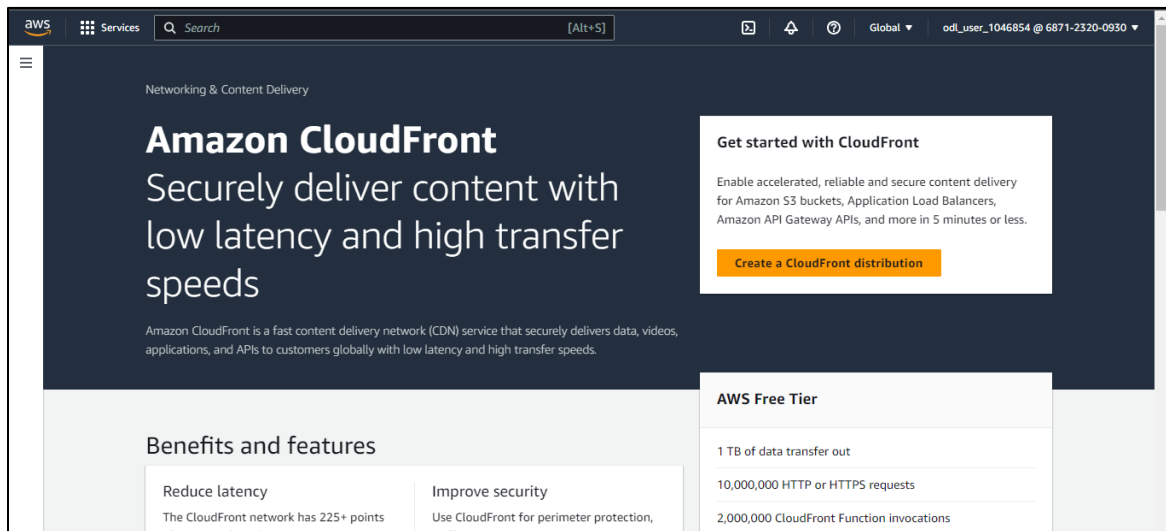 aws
Services
Search
[Alt+S]
Global
odl_user_1046854 @ 6871-2320-0930
Networking & Content Delivery
Amazon CloudFront
Securely deliver content with
low latency and high transfer
speeds
Amazon CloudFront is a fast content delivery network (CDN) service that securely delivers data, videos,
applications, and APIs to customers globally with low latency and high transfer speeds.
Get started with CloudFront
Enable accelerated, reliable and secure content delivery
for Amazon S3 buckets, Application Load Balancers,
Amazon API Gateway APIs, and more in 5 minutes or less.
Create a CloudFront distribution
AWS Free Tier
1 TB of data transfer out
10,000,000 HTTP or HTTPS requests
2,000,000 CloudFront Function invocations
Benefits and features
Reduce latency
The CloudFront network has 225+ points
Improve security
Use CloudFront for perimeter protection,